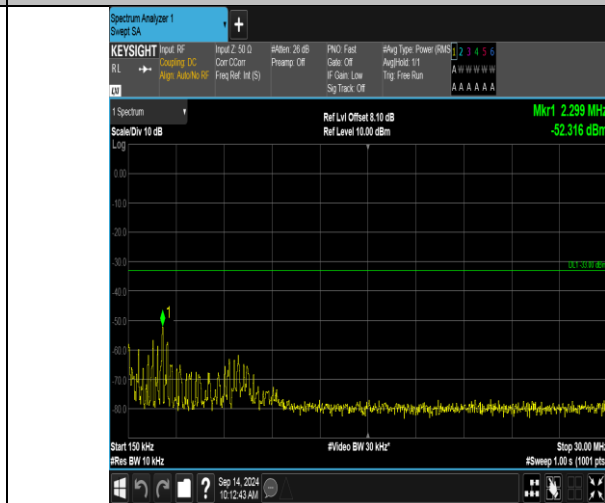 Spectrum Analyzer 1
Swept SA
+
KEYSIGHT Input: RF Input Z: 50 Ω #Atten: 26 dB PNO: Fast #Avg Type: Power (RMS 1 2 3 4 5 6
RL Coupling: DC Corr CCorr Preamp: Off Gate: Off Avg|Hold: 1/1 A W W W W W
Align: Auto/No RF Freq Ref: Int (S) IF Gain: Low Trig: Free Run
Sig Track: Off A A A A A A
LXI
1 Spectrum Ref Lvl Offset 8.10 dB Mkr1 2.299 MHz
Scale/Div 10 dB Ref Level 10.00 dBm -52.316 dBm
Log
0.00
-10.0
-20.0
-30.0
DL1 -33.00 dBm
-40.0
1
-50.0
-60.0
-70.0
-80.0
Start 150 kHz #Video BW 30 kHz* Stop 30.00 MHz
#Res BW 10 kHz #Sweep 1.00 s (1001 pts)
? Sep 14, 2024
10:12:43 AM